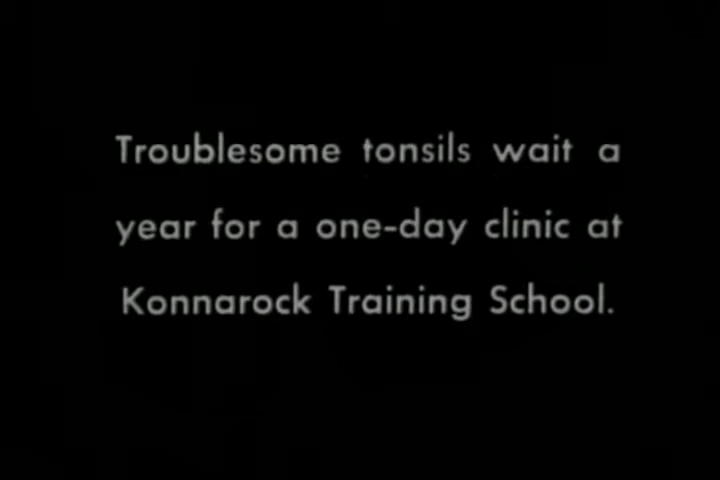 Troublesome tonsils wait a
year for a one-day clinic at
Konnarock Training School.